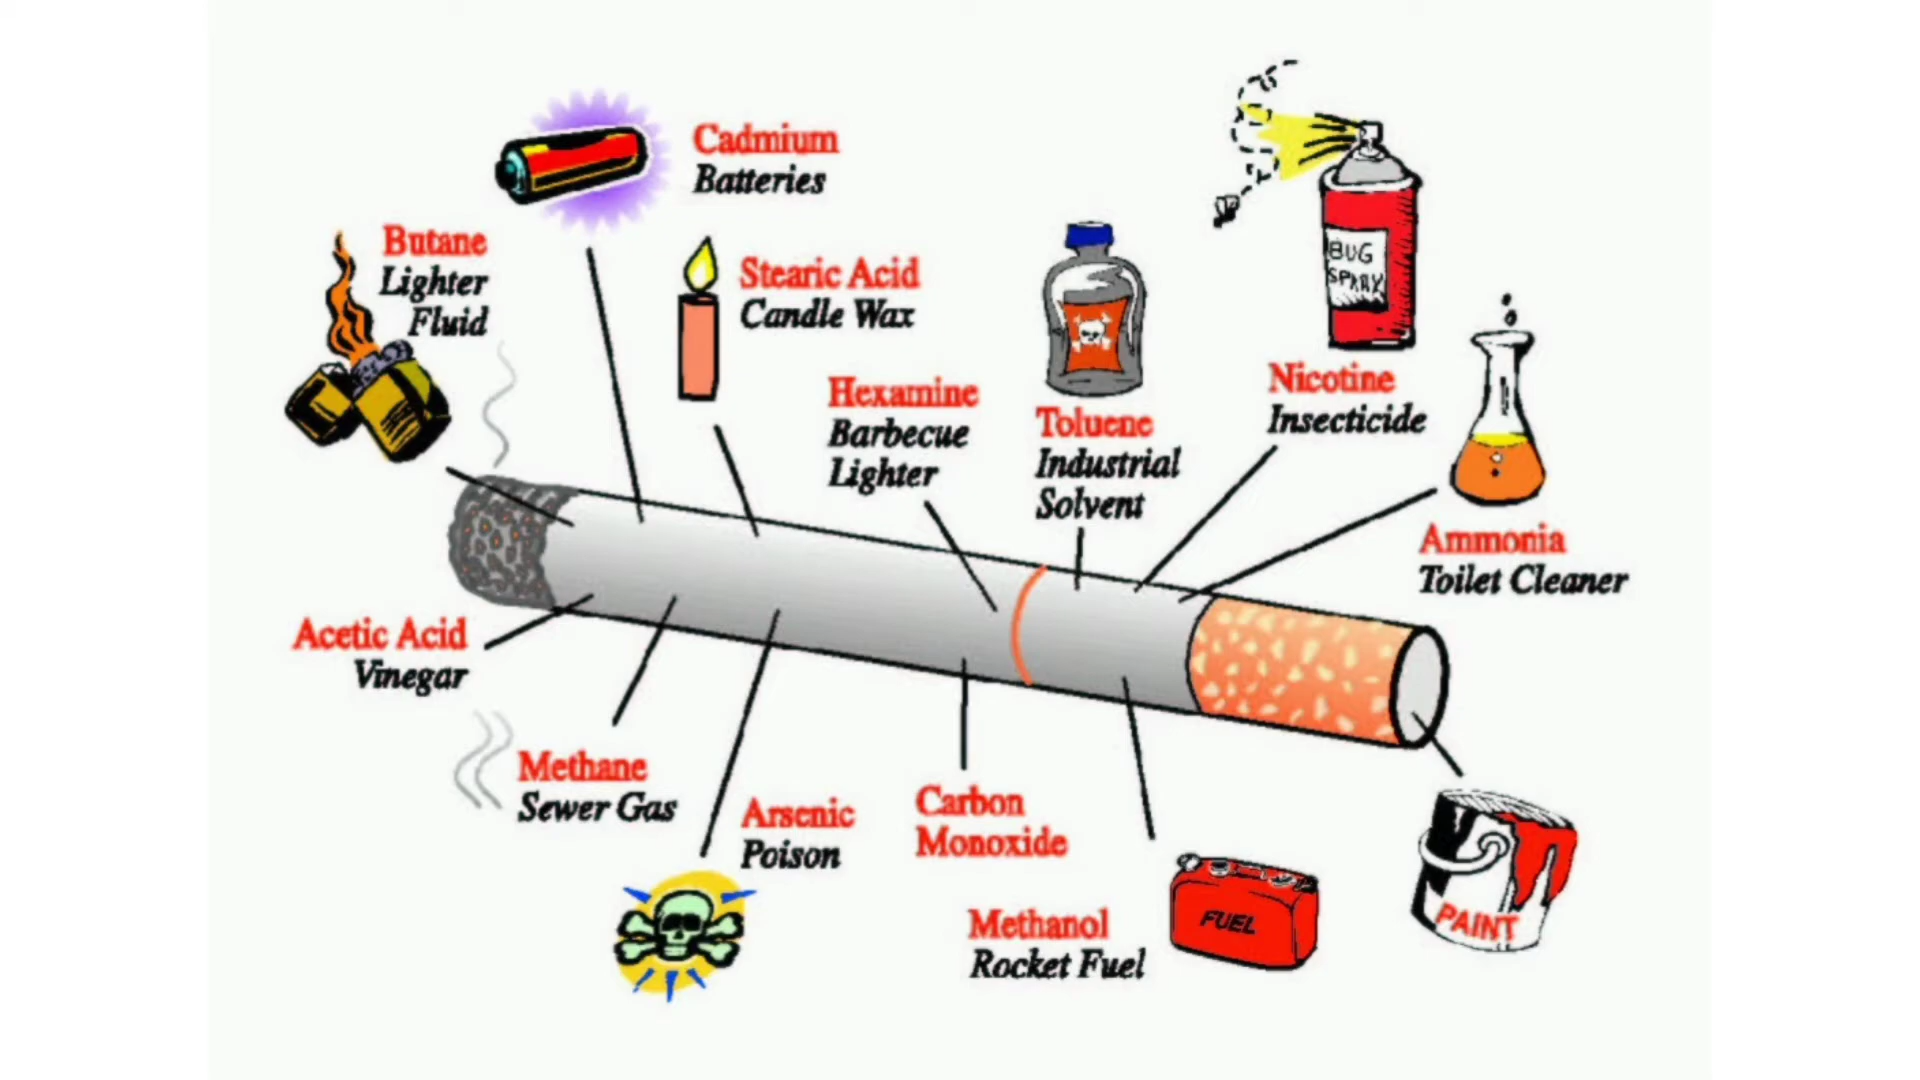 Cadmium
Batteries
Butane
Lighter
Fluid
Stearic Acid
Candle Wax
BUG
SPRAY
Hexamine
Barbecue
Lighter
Toluene
Industrial
Solvent
Nicotine
Insecticide
Ammonia
Toilet Cleaner
Acetic Acid
Vinegar
Methane
Sewer Gas
Arsenic
Poison
Carbon
Monoxide
Methanol
Rocket Fuel
FUEL
PAINT